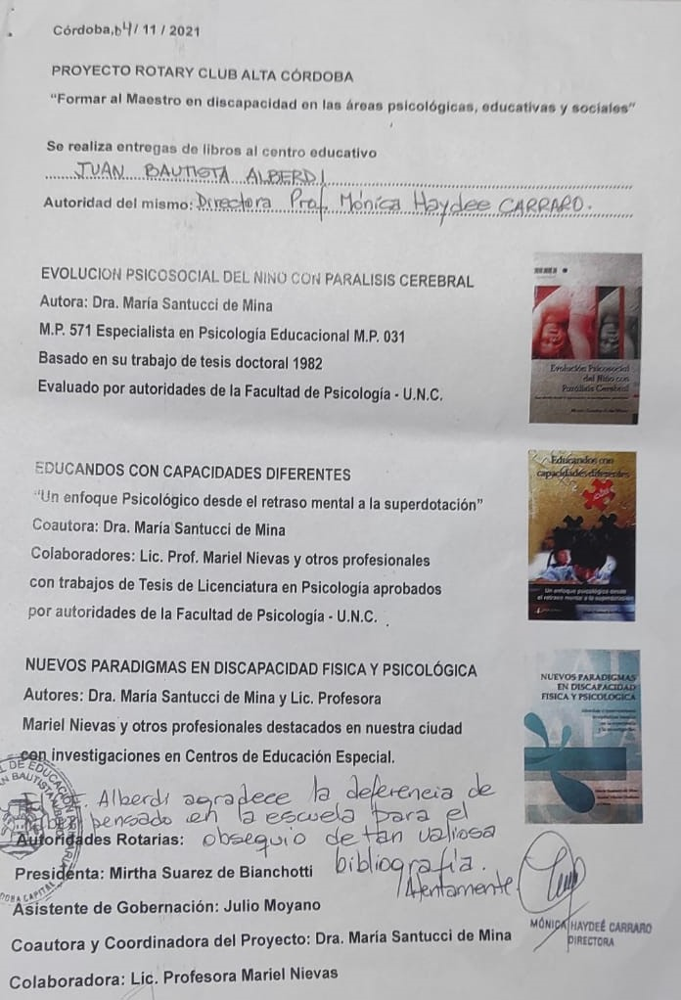 Córdoba, 04/ 11 / 2021
PROYECTO ROTARY CLUB ALTA CÓRDOBA
“Formar al Maestro en discapacidad en las áreas psicológicas, educativas y sociales”
Se realiza entregas de libros al centro educativo
JUAN BAUTISTA ALBERDI
Autoridad del mismo: Directora Prof. Mónica Haydee CARRARO.
EVOLUCION PSICOSOCIAL DEL NINO CON PARALISIS CEREBRAL
Autora: Dra. María Santucci de Mina
M.P. 571 Especialista en Psicología Educacional M.P. 031
Basado en su trabajo de tesis doctoral 1982
Evaluado por autoridades de la Facultad de Psicología - U.N.C.
Evolución Psicosocial
del Niño con
Parálisis Cerebral
EDUCANDOS CON CAPACIDADES DIFERENTES
“Un enfoque Psicológico desde el retraso mental a la superdotación”
Coautora: Dra. María Santucci de Mina
Colaboradores: Lic. Prof. Mariel Nievas y otros profesionales
con trabajos de Tesis de Licenciatura en Psicología aprobados
por autoridades de la Facultad de Psicología - U.N.C.
Educandos con
capacidades diferentes
Un enfoque psicológico desde
el retraso mental a la superdotación
NUEVOS PARADIGMAS EN DISCAPACIDAD FISICA Y PSICOLÓGICA
Autores: Dra. María Santucci de Mina y Lic. Profesora
Mariel Nievas y otros profesionales destacados en nuestra ciudad
con investigaciones en Centros de Educación Especial.
NUEVOS PARADIGMAS
EN DISCAPACIDAD
FISICA Y PSICOLOGICA
Alberdi agradece la deferencia de
pensado en la escuela para el
Autoridades Rotarias: obsequio de tan valiosa
bibliografía.
Presidenta: Mirtha Suarez de Bianchotti
Atentamente
Asistente de Gobernación: Julio Moyano
Coautora y Coordinadora del Proyecto: Dra. María Santucci de Mina
Colaboradora: Lic. Profesora Mariel Nievas
MÓNICA HAYDEÉ CARRARO
DIRECTORA
DE EDUCACIÓN
BAUTISTA
CAPITAL